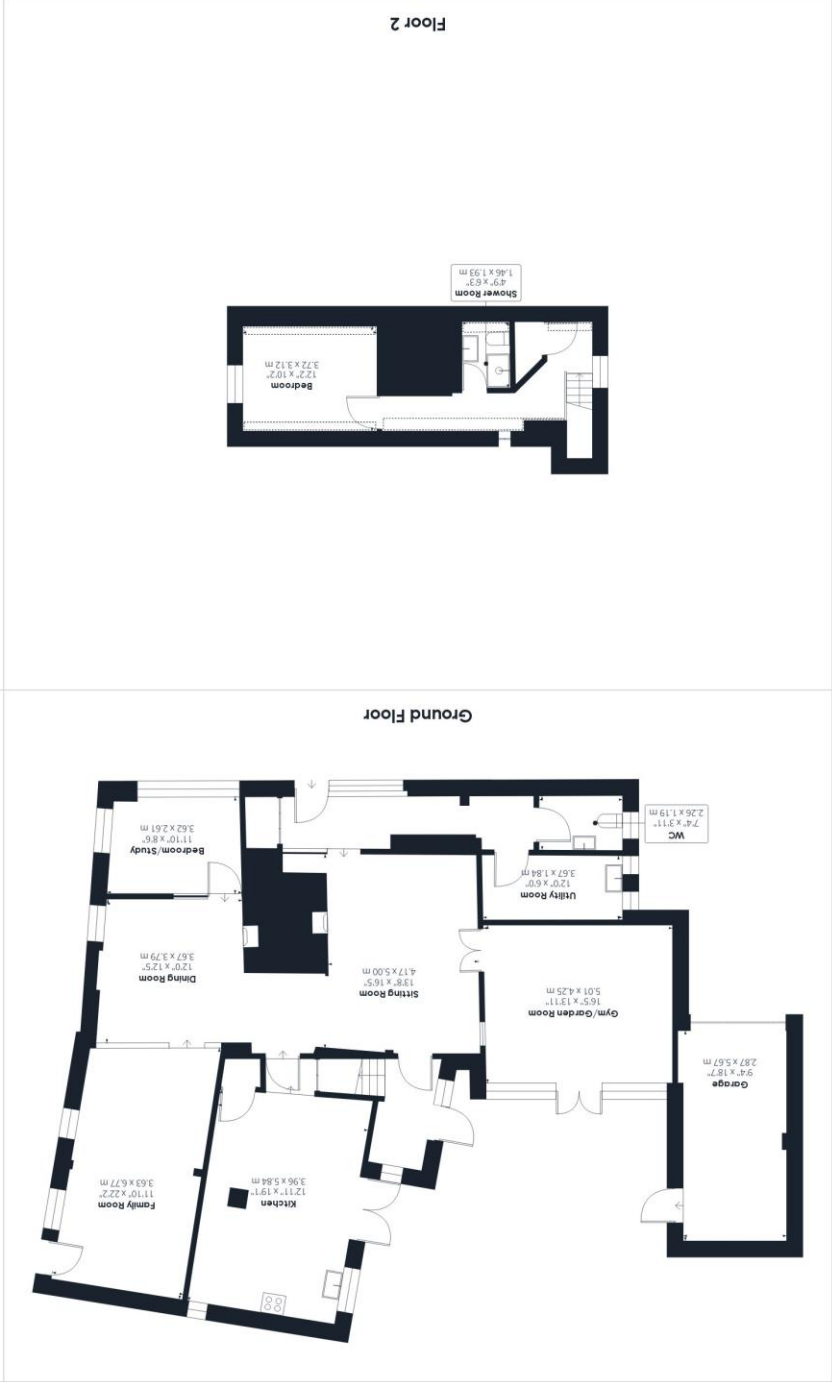 Family Room
11'10" x 22'2"
3.63 x 6.77 m
Kitchen
12'11" x 19'1"
3.96 x 5.84 m
Garage
9'4" x 18'7"
2.87 x 5.67 m
Gym/Garden Room
16'5" x 13'11"
5.01 x 4.25 m
Sitting Room
13'8" x 16'5"
4.17 x 5.00 m
Dining Room
12'0" x 12'5"
3.67 x 3.79 m
Utility Room
12'0" x 6'0"
3.67 x 1.84 m
Bedroom/Study
11'10" x 8'6"
3.62 x 2.61 m
WC
7'4" x 3'11"
2.26 x 1.19 m
Ground Floor
Bedroom
12'2" x 10'2"
3.72 x 3.12 m
Shower Room
4'9" x 6'3"
1.46 x 1.93 m
Floor 2